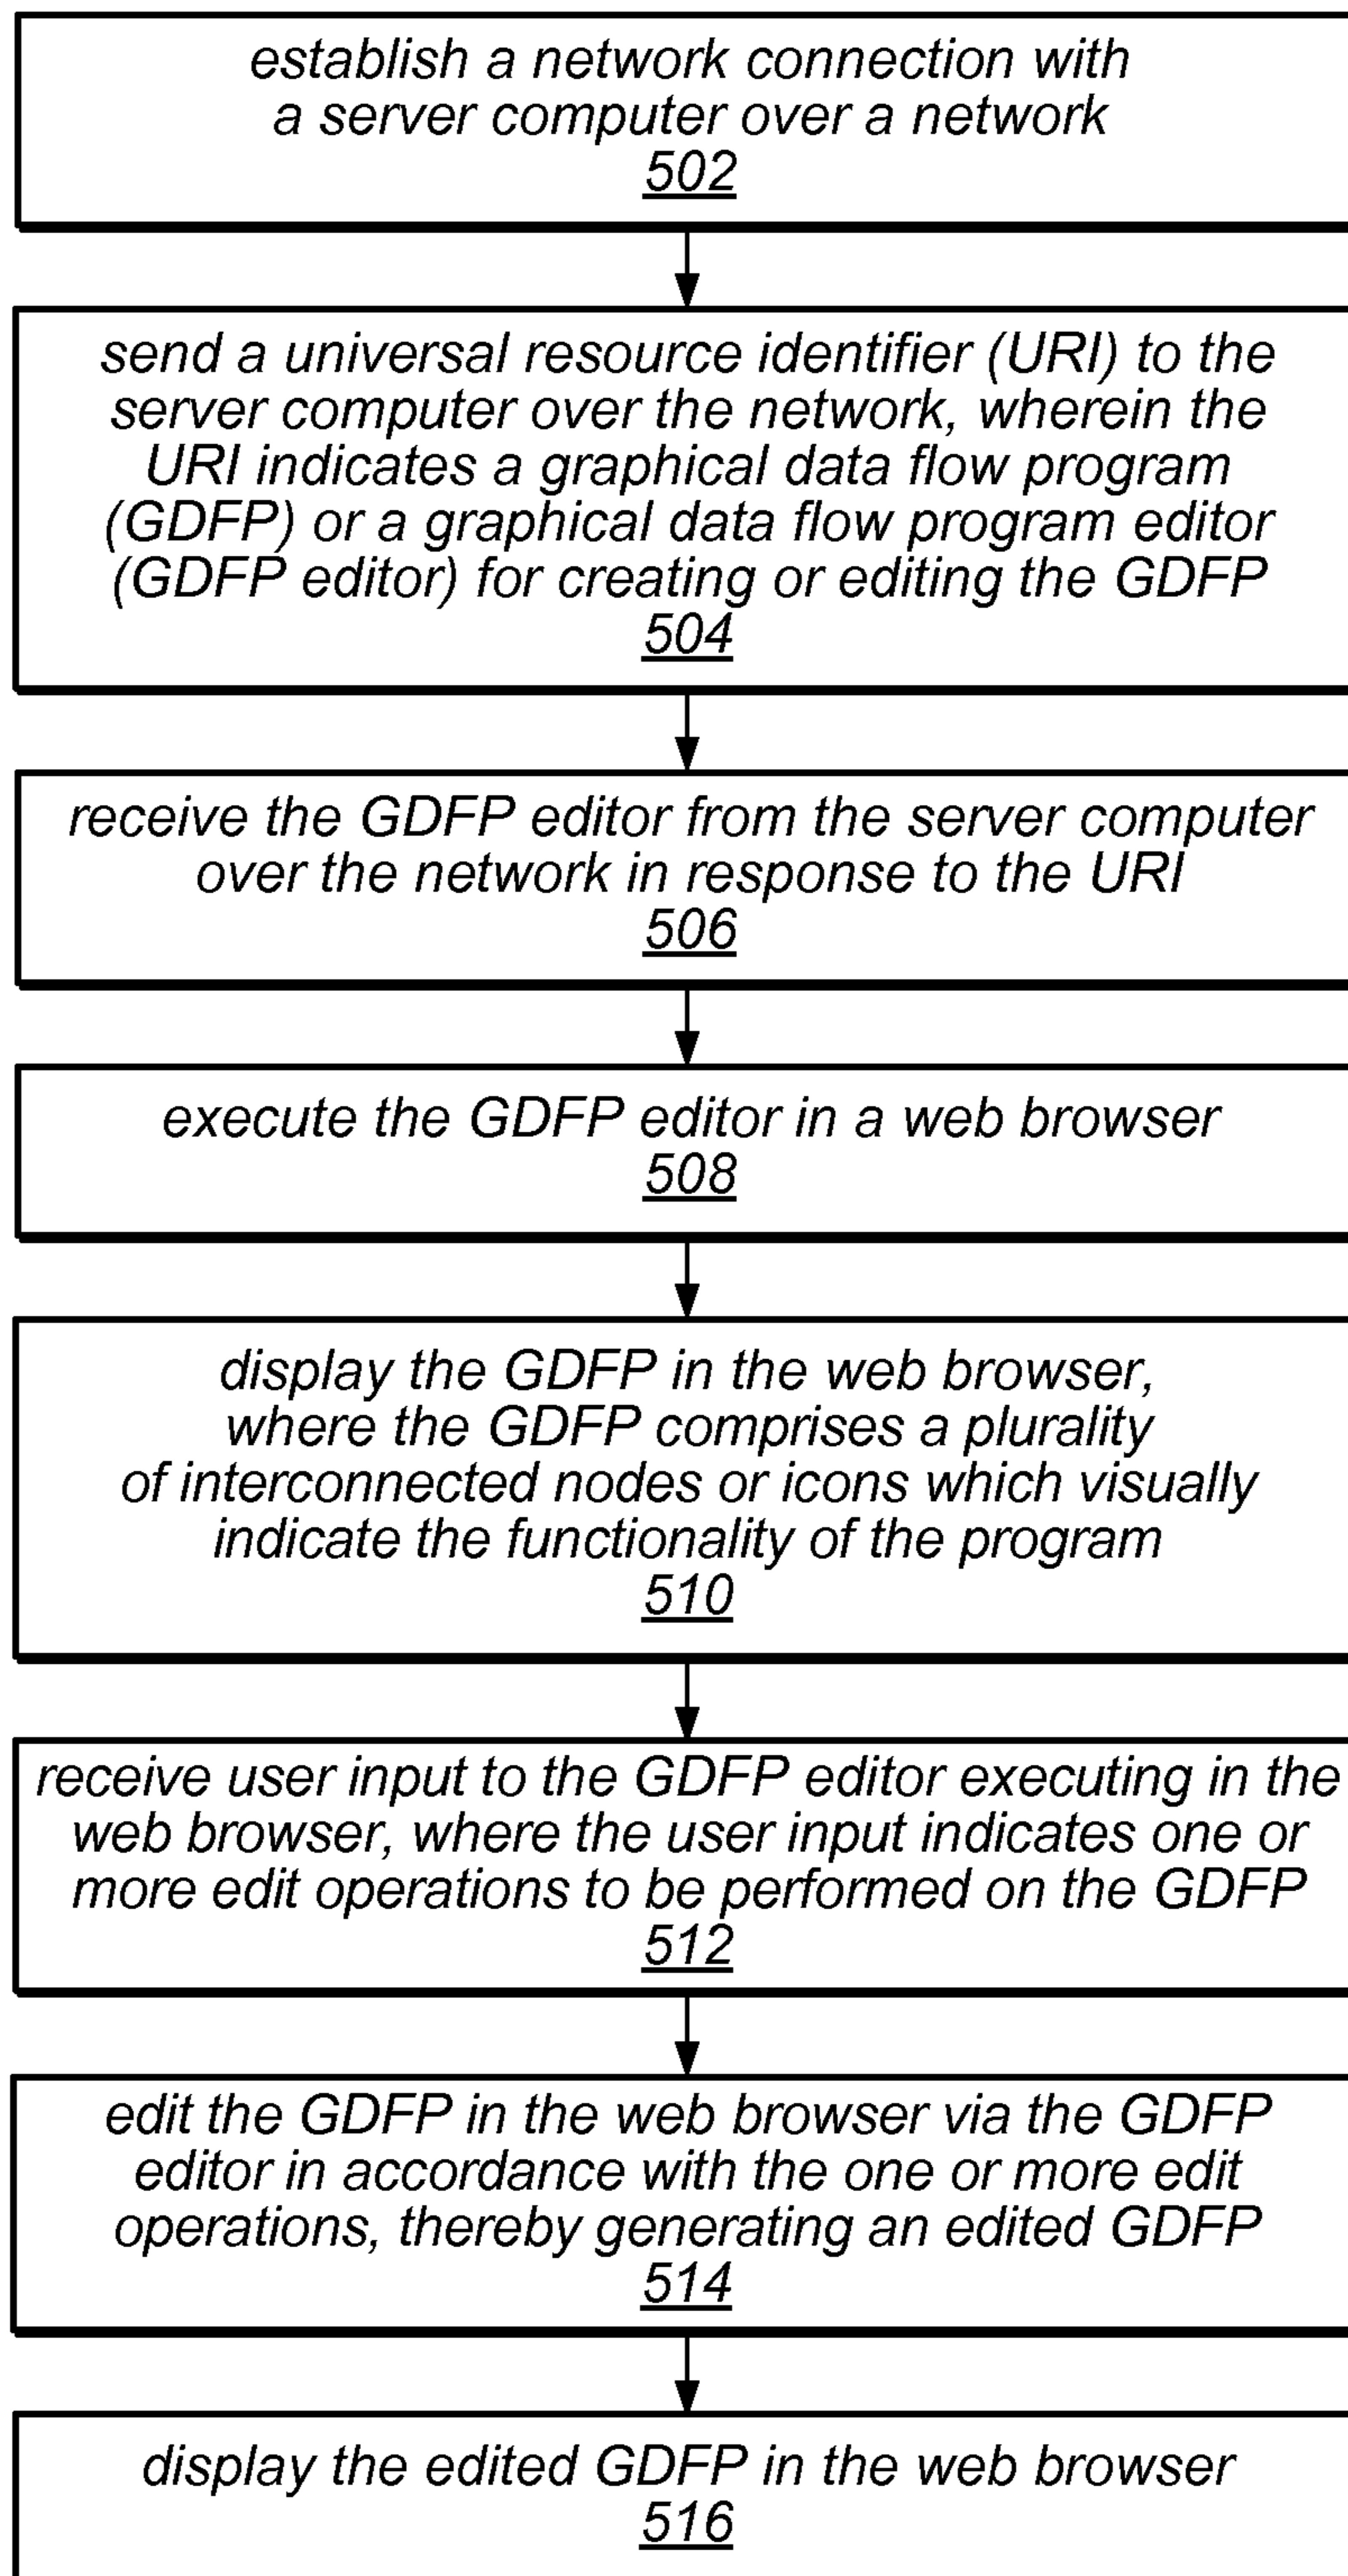 establish a network connection with
a server computer over a network
502
send a universal resource identifier (URI) to the
server computer over the network, wherein the
URI indicates a graphical data flow program
(GDFP) or a graphical data flow program editor
(GDFP editor) for creating or editing the GDFP
504
receive the GDFP editor from the server computer
over the network in response to the URI
506
execute the GDFP editor in a web browser
508
display the GDFP in the web browser,
where the GDFP comprises a plurality
of interconnected nodes or icons which visually
indicate the functionality of the program
510
receive user input to the GDFP editor executing in the
web browser, where the user input indicates one or
more edit operations to be performed on the GDFP
512
edit the GDFP in the web browser via the GDFP
editor in accordance with the one or more edit
operations, thereby generating an edited GDFP
514
display the edited GDFP in the web browser
516